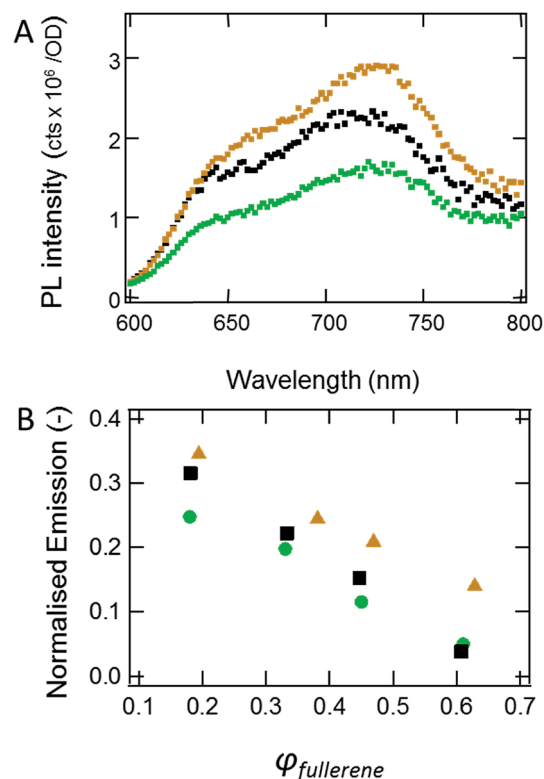 A
PL intensity (cts x 10⁶ /OD)
3
2
1
0
600 650 700 750 800
Wavelength (nm)
B
Normalised Emission (-)
0.4
0.3
0.2
0.1
0.0
0.1 0.2 0.3 0.4 0.5 0.6 0.7
φfullerene